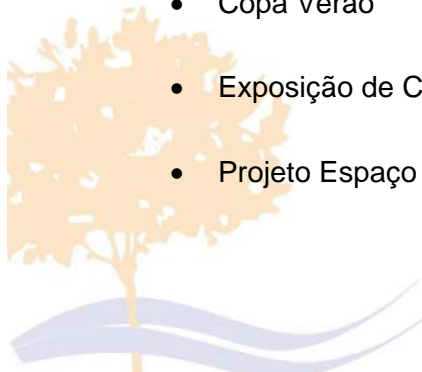 • Copa Verão
• Exposição de C
• Projeto Espaço